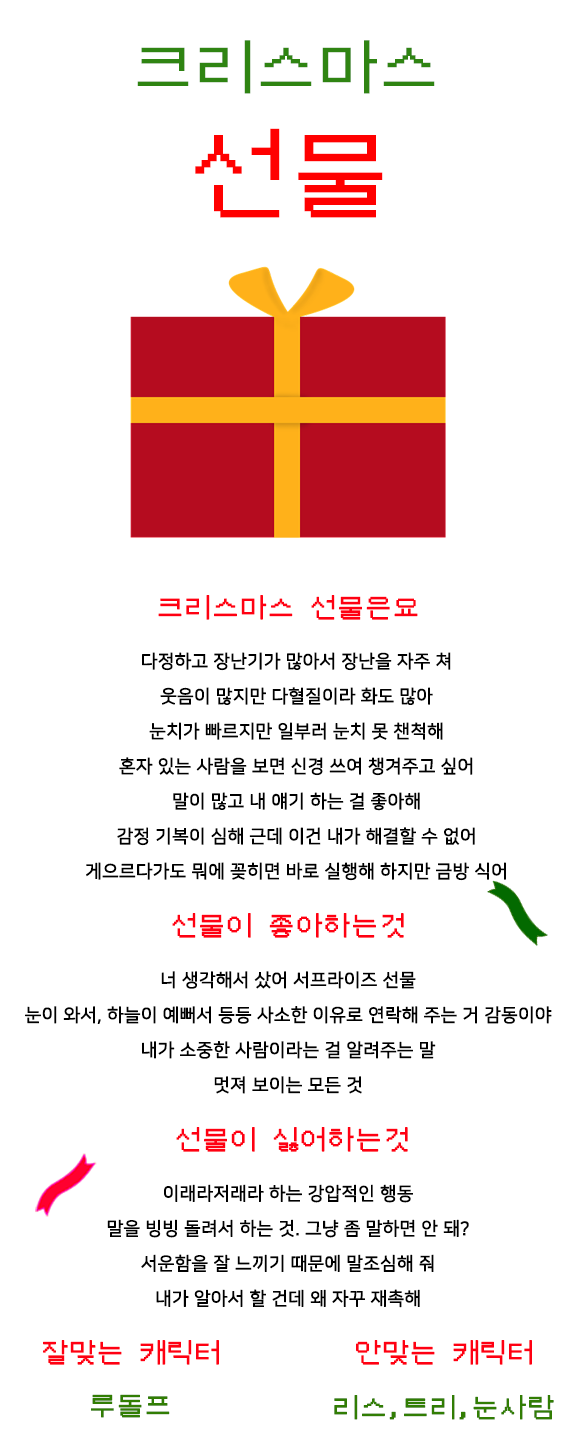 크리스마스
선물
크리스마스 선물은요
다정하고 장난기가 많아서 장난을 자주 쳐
웃음이 많지만 다혈질이라 화도 많아
눈치가 빠르지만 일부러 눈치 못 챈척해
혼자 있는 사람을 보면 신경 쓰여 챙겨주고 싶어
말이 많고 내 얘기 하는 걸 좋아해
감정 기복이 심해 근데 이건 내가 해결할 수 없어
게으르다가도 뭐에 꽂히면 바로 실행해 하지만 금방 식어
선물이 좋아하는것
너 생각해서 샀어 서프라이즈 선물
눈이 와서, 하늘이 예뻐서 등등 사소한 이유로 연락해 주는 거 감동이야
내가 소중한 사람이라는 걸 알려주는 말
멋져 보이는 모든 것
선물이 싫어하는것
이래라저래라 하는 강압적인 행동
말을 빙빙 돌려서 하는 것. 그냥 좀 말하면 안 돼?
서운함을 잘 느끼기 때문에 말조심해 줘
내가 알아서 할 건데 왜 자꾸 재촉해
잘맞는 캐릭터
안맞는 캐릭터
루돌프
리스,트리,눈사람